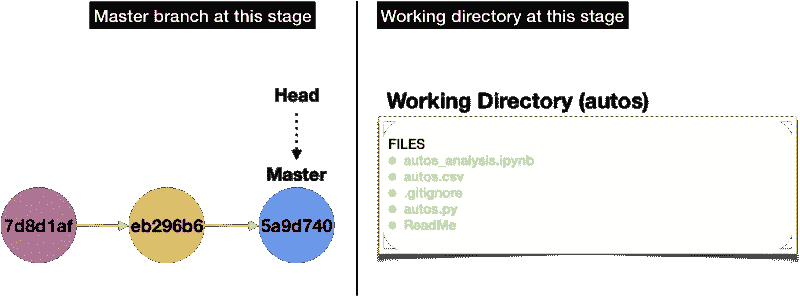 Master branch at this stage
Head
Master
7d8d1af
eb296b6
5a9d740
Working directory at this stage
Working Directory (autos)
FILES
autos_analysis.ipynb
autos.csv
.gitignore
autos.py
ReadMe